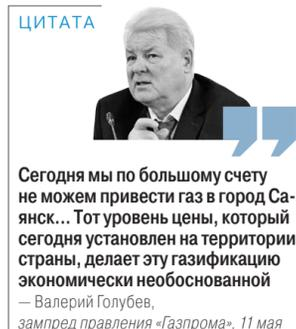 ЦИТАТА
Сегодня мы по большому счету
не можем привести газ в город Са-
янск... Тот уровень цены, который
сегодня установлен на территории
страны, делает эту газификацию
экономически необоснованной
— Валерий Голубев,
зампред правления «Газпрома», 11 мая